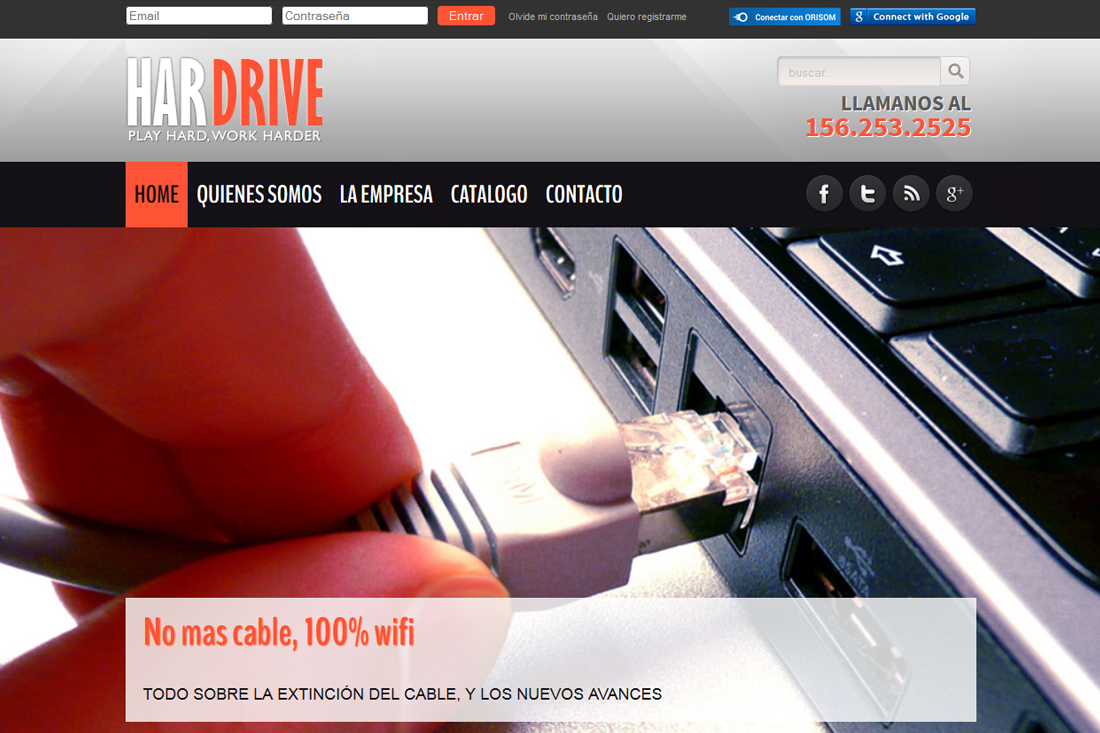 Email Contraseña Entrar Olvide mi contraseña Quiero registrarme Conectar con ORISOM 8 Connect with Google
HARDRIVE
PLAY HARD, WORK HARDER
buscar...
LLAMANOS AL
156.253.2525
HOME QUIENES SOMOS LA EMPRESA CATALOGO CONTACTO f t g+
No mas cable, 100% wifi
TODO SOBRE LA EXTINCIÓN DEL CABLE, Y LOS NUEVOS AVANCES